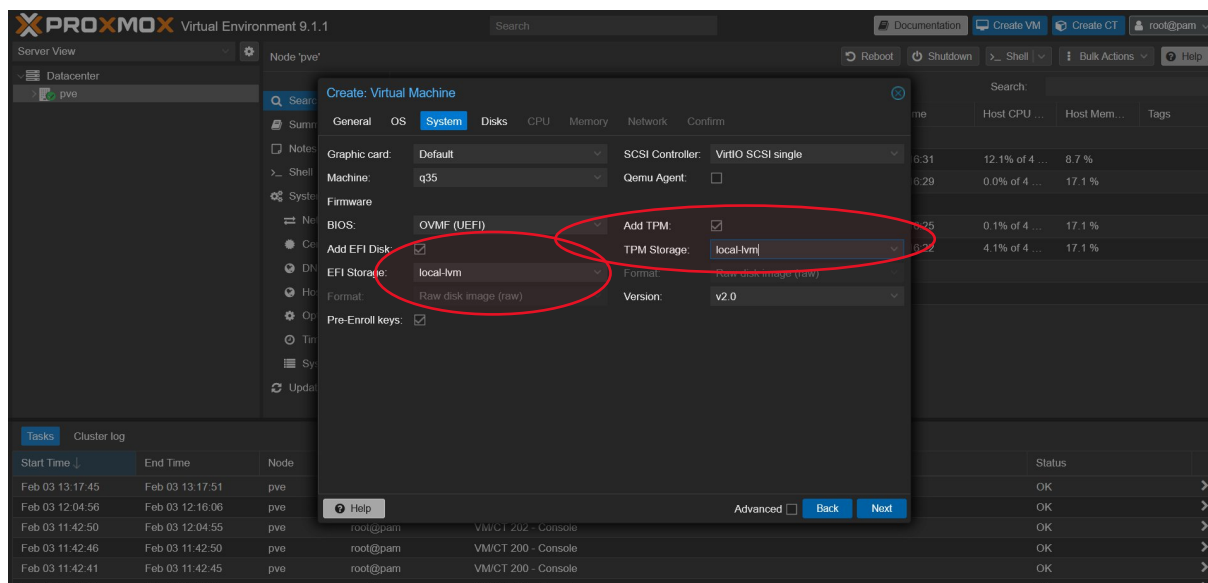 PROXMOX Virtual Environment 9.1.1 Search Documentation Create VM Create CT root@pam
Server View Node 'pve' Reboot Shutdown Shell Bulk Actions Help
Datacenter Search:
pve
Create: Virtual Machine
General OS System Disks CPU Memory Network Confirm
Host CPU ... Host Mem... Tags
Summ
Notes
Shell
Graphic card: Default SCSI Controller: VirtIO SCSI single
12.1% of 4 ... 8.7 %
Machine: q35 Qemu Agent:
0.0% of 4 ... 17.1 %
Firmware
BIOS: OVMF (UEFI) Add TPM:
0.1% of 4 ... 17.1 %
Add EFI Disk: TPM Storage: local-lvm
4.1% of 4 ... 17.1 %
EFI Storage: local-lvm Format: Raw disk image (raw)
Format: Raw disk image (raw) Version: v2.0
Pre-Enroll keys:
Help Advanced Back Next
Tasks Cluster log
Start Time End Time Node Status
Feb 03 13:17:45 Feb 03 13:17:51 pve OK
Feb 03 12:04:56 Feb 03 12:16:06 pve OK
Feb 03 11:42:50 Feb 03 12:04:55 pve root@pam VM/CT 202 - Console OK
Feb 03 11:42:46 Feb 03 11:42:50 pve root@pam VM/CT 200 - Console OK
Feb 03 11:42:41 Feb 03 11:42:45 pve root@pam VM/CT 200 - Console OK